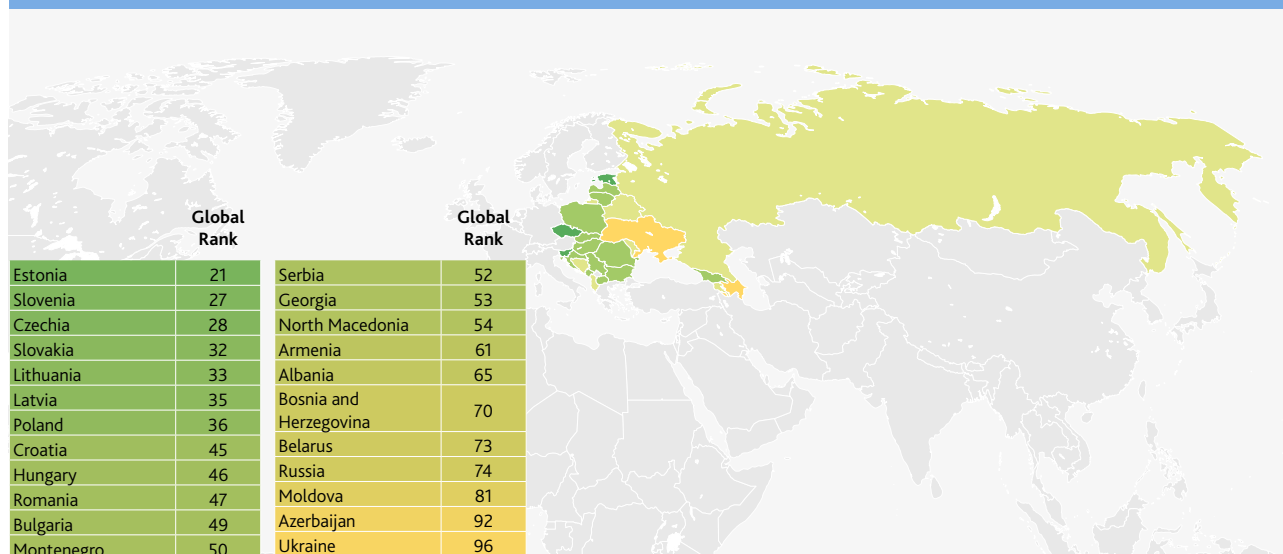 Global
Rank
Estonia 21
Slovenia 27
Czechia 28
Slovakia 32
Lithuania 33
Latvia 35
Poland 36
Croatia 45
Hungary 46
Romania 47
Bulgaria 49
Montenegro 50
Global
Rank
Serbia 52
Georgia 53
North Macedonia 54
Armenia 61
Albania 65
Bosnia and
Herzegovina 70
Belarus 73
Russia 74
Moldova 81
Azerbaijan 92
Ukraine 96